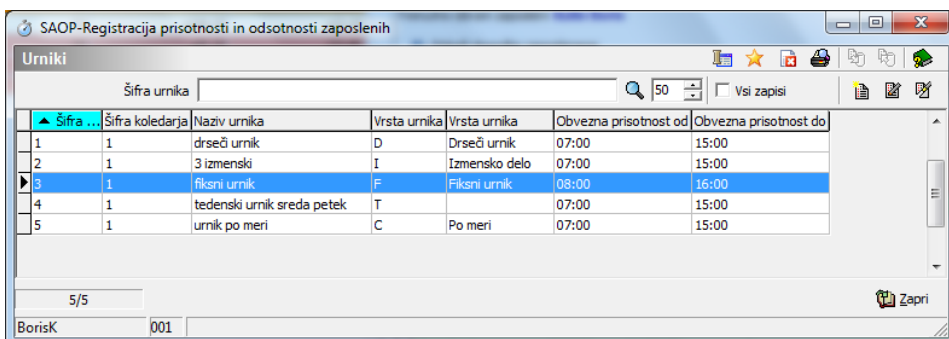 SAOP-Registracija prisotnosti in odsotnosti zaposlenih
Urniki
Šifra urnika 50 Vsi zapisi
Šifra ... Šifra koledarja Naziv urnika Vrsta urnika Vrsta urnika Obvezna prisotnost od Obvezna prisotnost do
1 1 drseči urnik D Drseči urnik 07:00 15:00
2 1 3 izmenski I Izmensko delo 07:00 15:00
3 1 fiksni urnik F Fiksni urnik 08:00 16:00
4 1 tedenski urnik sreda petek T 07:00 15:00
5 1 urnik po meri C Po meri 07:00 15:00
5/5 Zapri
BorisK 001